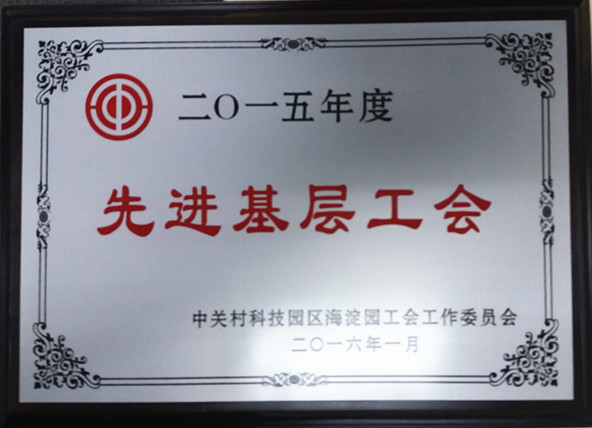 二〇一五年度
先进基层工会
中关村科技园区海淀园工会工作委员会
二〇一六年一月